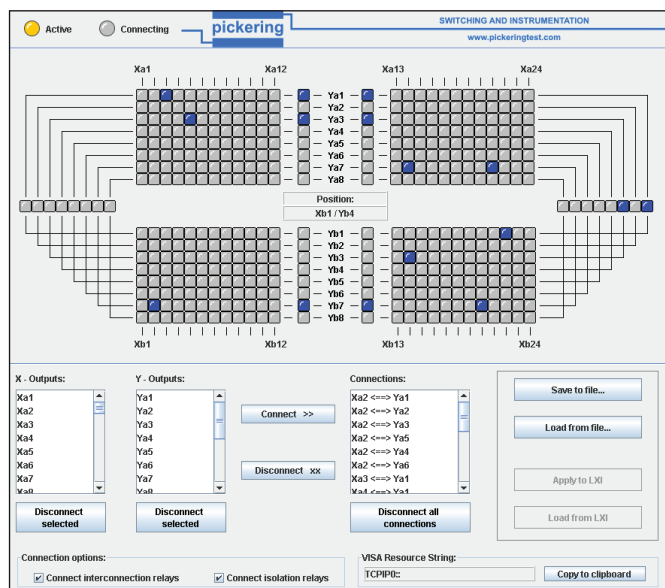 Active
Connecting
pickering
SWITCHING AND INSTRUMENTATION
www.pickeringtest.com
Xa1
Xa12
Xa13
Xa24
Ya1
Ya2
Ya3
Ya4
Ya5
Ya6
Ya7
Ya8
Position:
Xb1 / Yb4
Yb1
Yb2
Yb3
Yb4
Yb5
Yb6
Yb7
Yb8
Xb1
Xb12
Xb13
Xb24
X - Outputs:
Xa1
Xa2
Xa3
Xa4
Xa5
Xa6
Xa7
Xa8
Disconnect
selected
Y - Outputs:
Ya1
Ya2
Ya3
Ya4
Ya5
Ya6
Ya7
Ya8
Disconnect
selected
Connect >>
Disconnect xx
Connections:
Xa2 <==> Ya1
Xa2 <==> Ya2
Xa2 <==> Ya3
Xa2 <==> Ya5
Xa2 <==> Ya4
Xa2 <==> Ya6
Xa3 <==> Ya1
Xa4 <==> Ya1
Disconnect all
connections
Save to file...
Load from file...
Apply to LXI
Load from LXI
Connection options:
Connect interconnection relays
Connect isolation relays
VISA Resource String:
TCPIP0::
Copy to clipboard